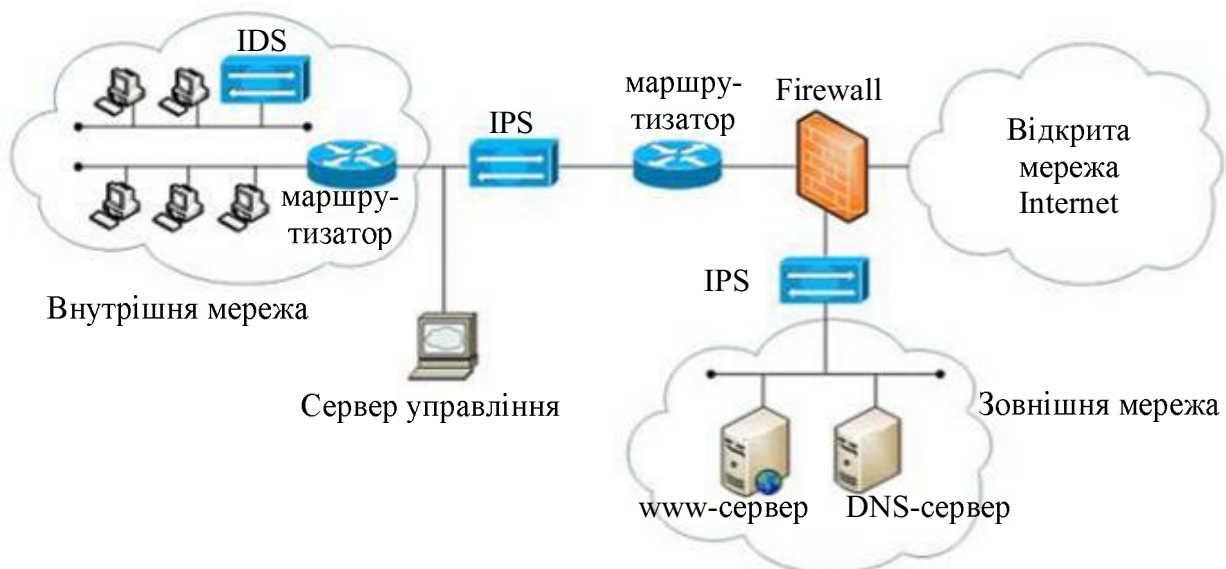 IDS
маршру-
тизатор
Firewall
IPS
Відкрита
мережа
Internet
маршру-
тизатор
Внутрішня мережа
IPS
Сервер управління
Зовнішня мережа
www-сервер
DNS-сервер